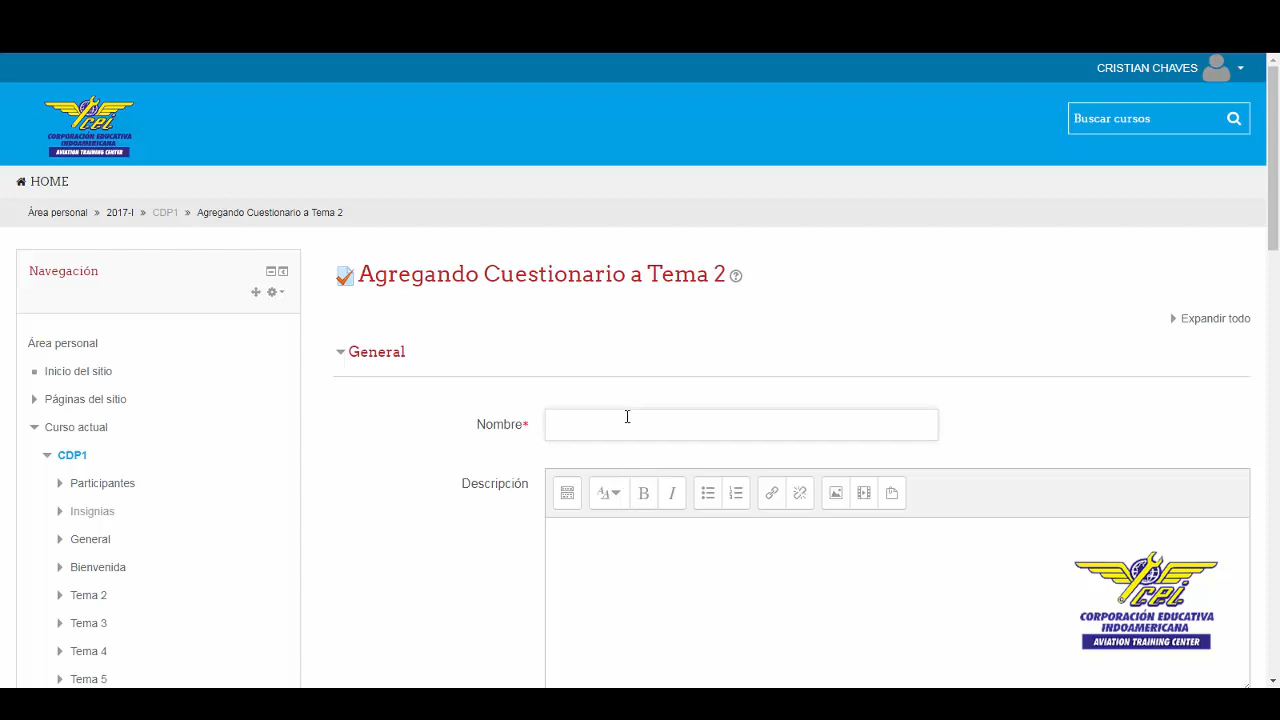 CRISTIAN CHAVES
cei
CORPORACIÓN EDUCATIVA
INDOAMERICANA
AVIATION TRAINING CENTER
Buscar cursos
HOME
Área personal » 2017-I » CDP1 » Agregando Cuestionario a Tema 2
Navegación
Área personal
Inicio del sitio
Páginas del sitio
Curso actual
CDP1
Participantes
Insignias
General
Bienvenida
Tema 2
Tema 3
Tema 4
Tema 5
Agregando Cuestionario a Tema 2
Expandir todo
General
Nombre*
Descripción
cei
CORPORACIÓN EDUCATIVA
INDOAMERICANA
AVIATION TRAINING CENTER